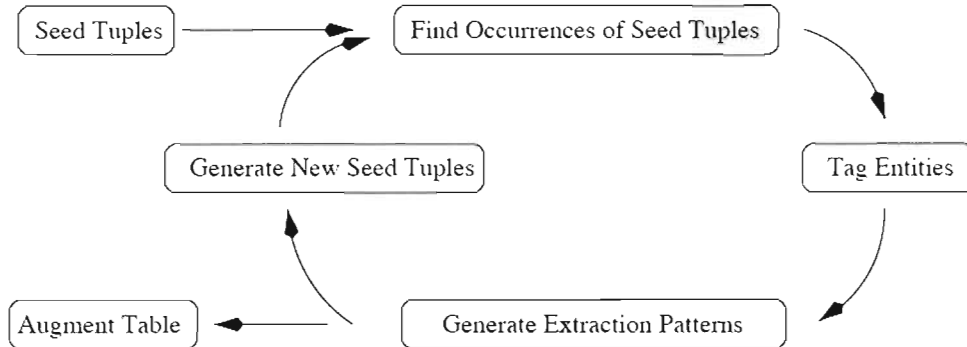 Seed Tuples
Find Occurrences of Seed Tuples
Generate New Seed Tuples
Tag Entities
Augment Table
Generate Extraction Patterns